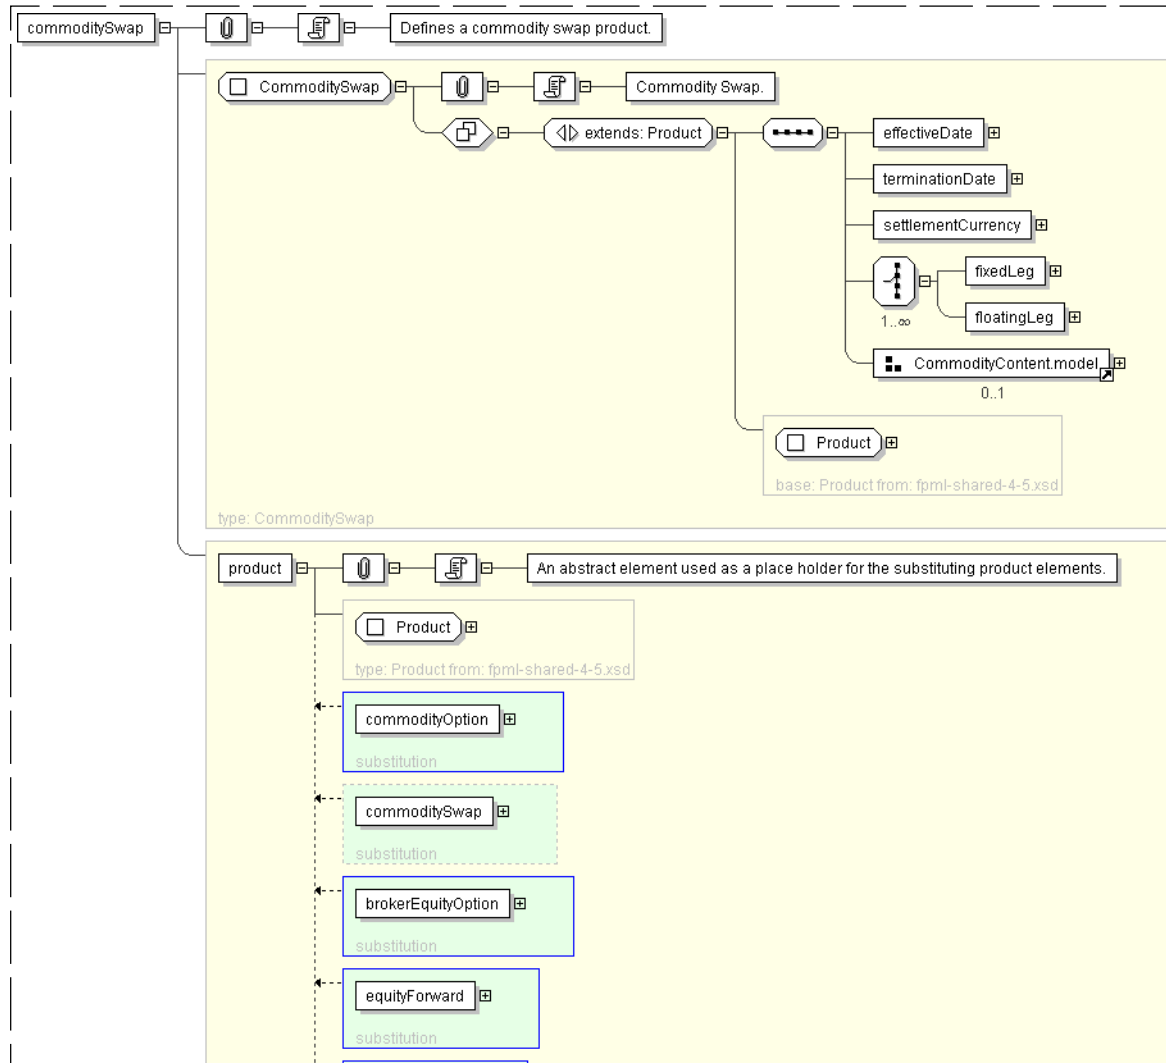 commoditySwap
Defines a commodity swap product.
CommoditySwap
Commodity Swap.
extends: Product
effectiveDate
terminationDate
settlementCurrency
fixedLeg
floatingLeg
1..∞
CommodityContent.model
0..1
Product
base: Product from: fpml-shared-4-5.xsd
type: CommoditySwap
product
An abstract element used as a place holder for the substituting product elements.
Product
type: Product from: fpml-shared-4-5.xsd
commodityOption
substitution
commoditySwap
substitution
brokerEquityOption
substitution
equityForward
substitution